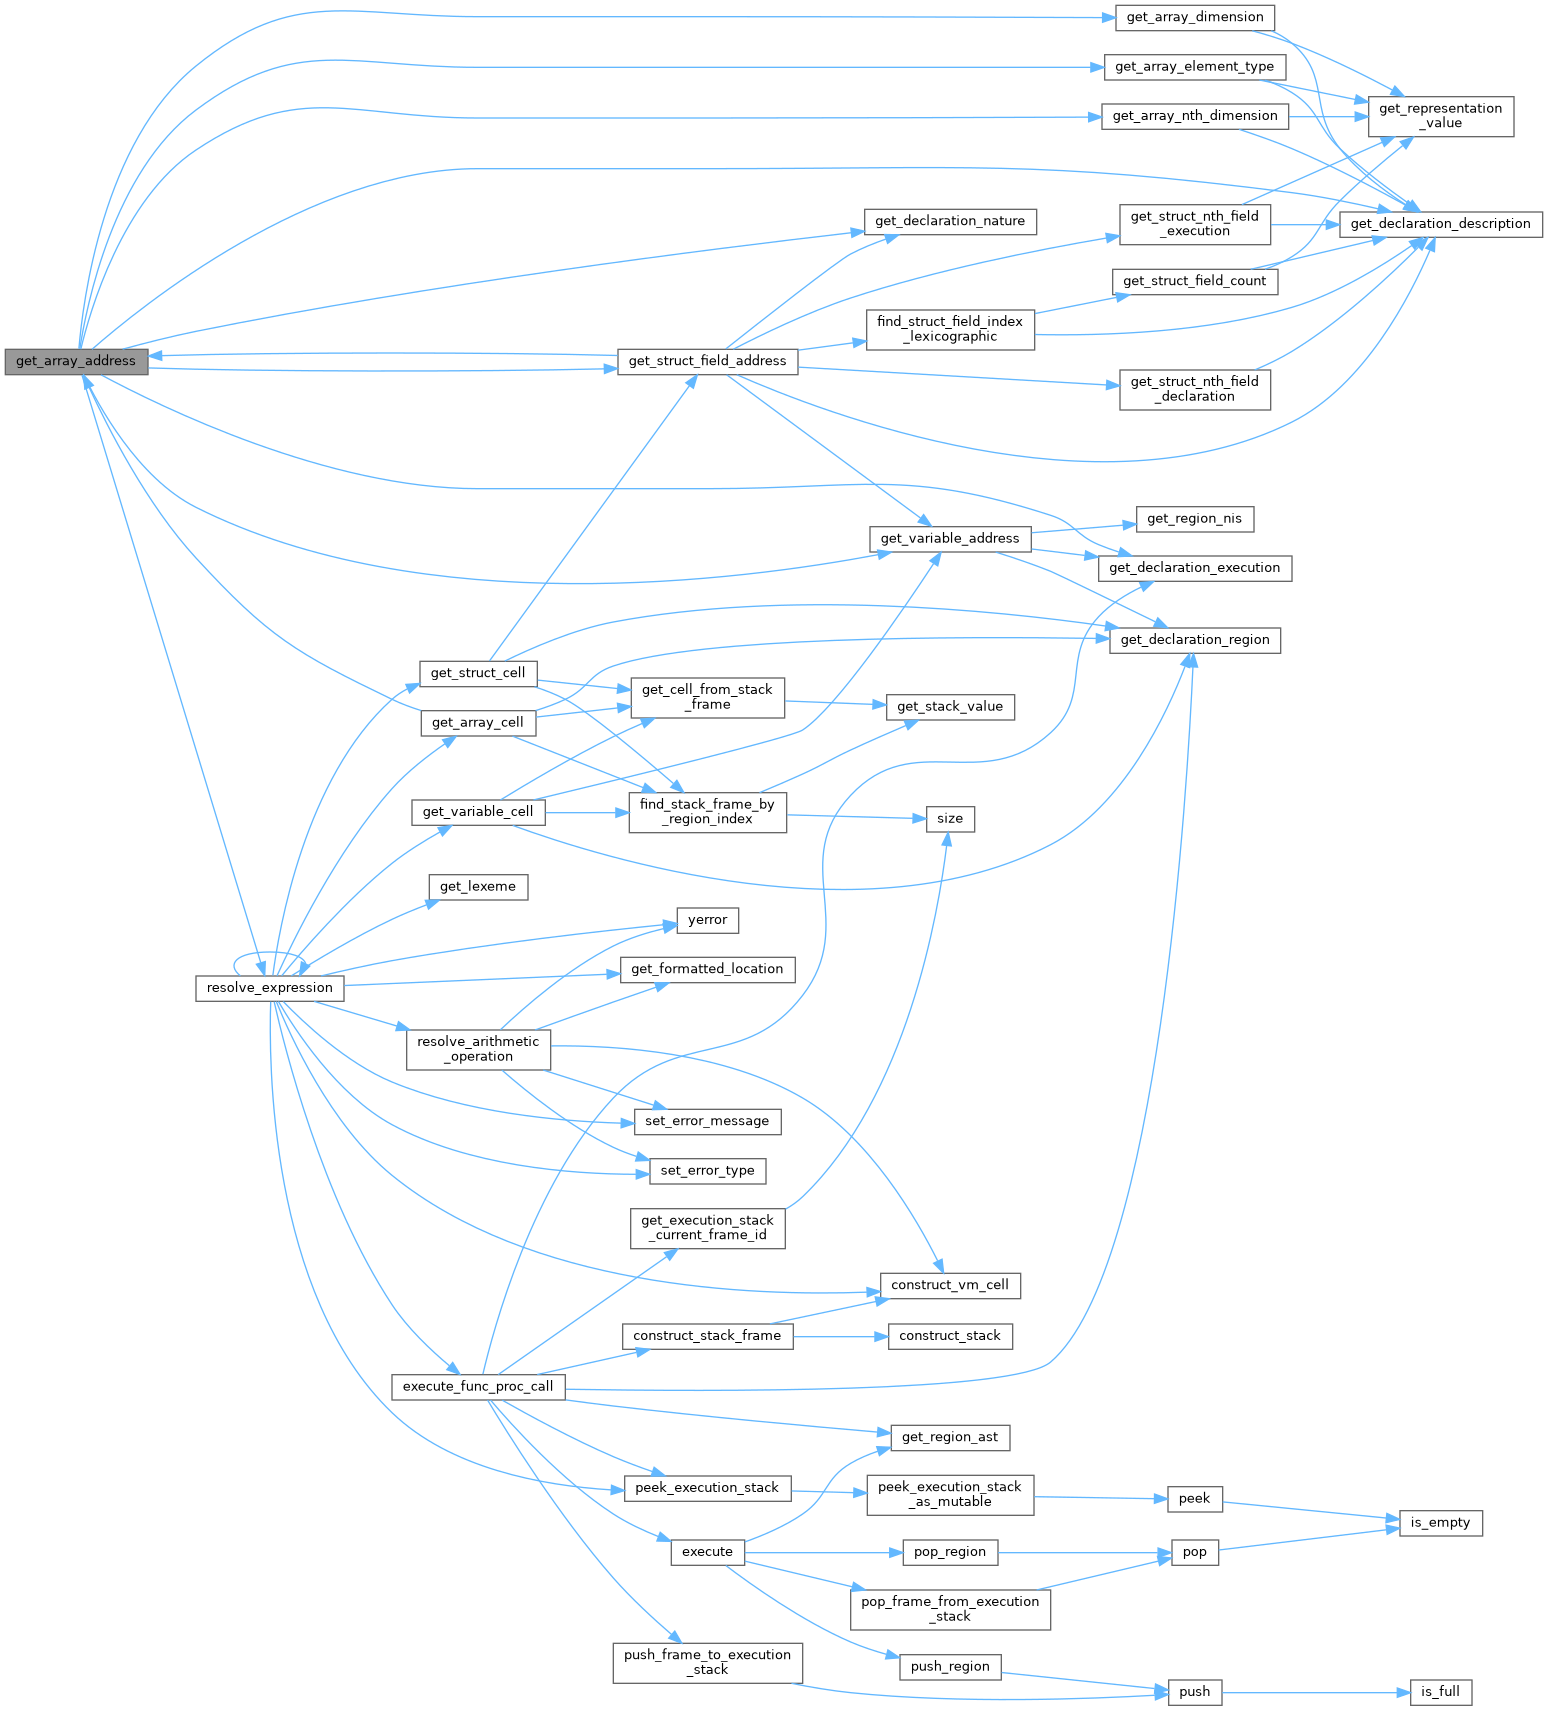 get_array_dimension
get_array_element_type
get_representation
_value
get_array_nth_dimension
get_declaration_nature
get_struct_nth_field
_execution
get_declaration_description
get_struct_field_count
find_struct_field_index
_lexicographic
get_array_address
get_struct_field_address
get_struct_nth_field
_declaration
get_region_nis
get_variable_address
get_declaration_execution
get_declaration_region
get_struct_cell
get_cell_from_stack
_frame
get_stack_value
get_array_cell
get_variable_cell
find_stack_frame_by
_region_index
size
get_lexeme
yerror
get_formatted_location
resolve_expression
resolve_arithmetic
_operation
set_error_message
set_error_type
get_execution_stack
_current_frame_id
construct_vm_cell
construct_stack_frame
construct_stack
execute_func_proc_call
get_region_ast
peek_execution_stack
peek_execution_stack
_as_mutable
peek
is_empty
execute
pop_region
pop
pop_frame_from_execution
_stack
push_frame_to_execution
_stack
push_region
push
is_full